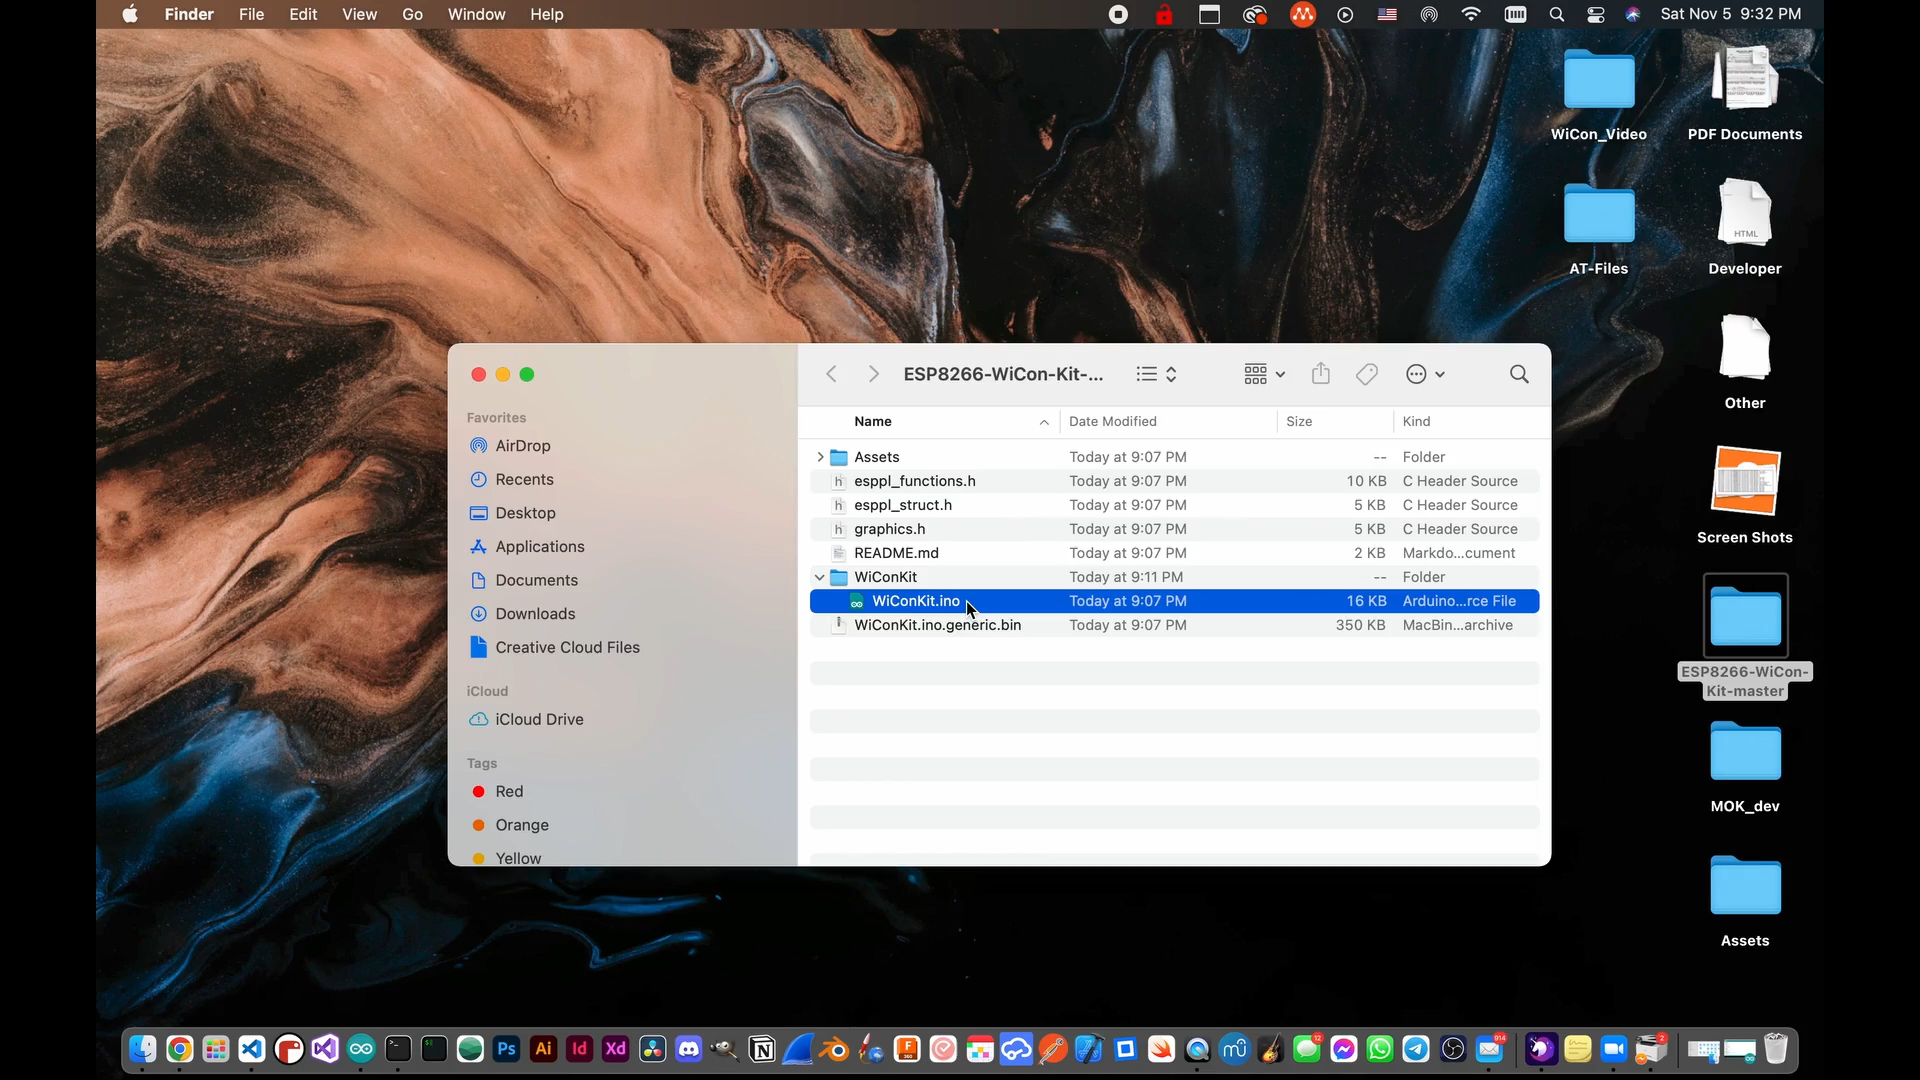 Finder File Edit View Go Window Help
Sat Nov 5 9:32 PM
WiCon_Video
PDF Documents
HTML
AT-Files
Developer
Other
Screen Shots
ESP8266-WiCon-
Kit-master
MOK_dev
Assets
ESP8266-WiCon-Kit-...
Favorites
AirDrop
Recents
Desktop
Applications
Documents
Downloads
Creative Cloud Files
iCloud
iCloud Drive
Tags
Red
Orange
Yellow
Name Date Modified Size Kind
Assets Today at 9:07 PM -- Folder
esppl_functions.h Today at 9:07 PM 10 KB C Header Source
esppl_struct.h Today at 9:07 PM 5 KB C Header Source
graphics.h Today at 9:07 PM 5 KB C Header Source
README.md Today at 9:07 PM 2 KB Markdo...cument
WiConKit Today at 9:11 PM -- Folder
WiConKit.ino Today at 9:07 PM 16 KB Arduino...rce File
WiConKit.ino.generic.bin Today at 9:07 PM 350 KB MacBin...archive
Ps Ai Id Xd